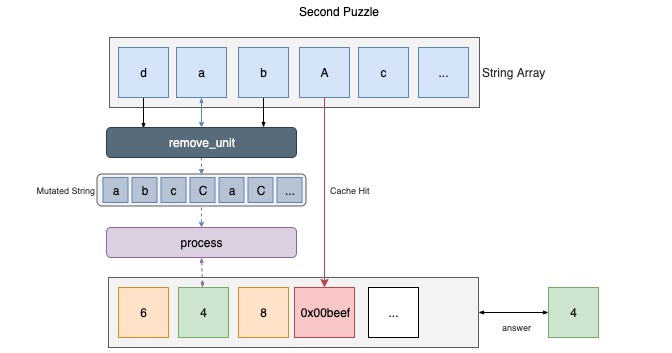 Second Puzzle
d a b A c ...
String Array
remove_unit
Mutated String
a b c C a C ...
Cache Hit
process
6 4 8 0x00beef ...
answer
4